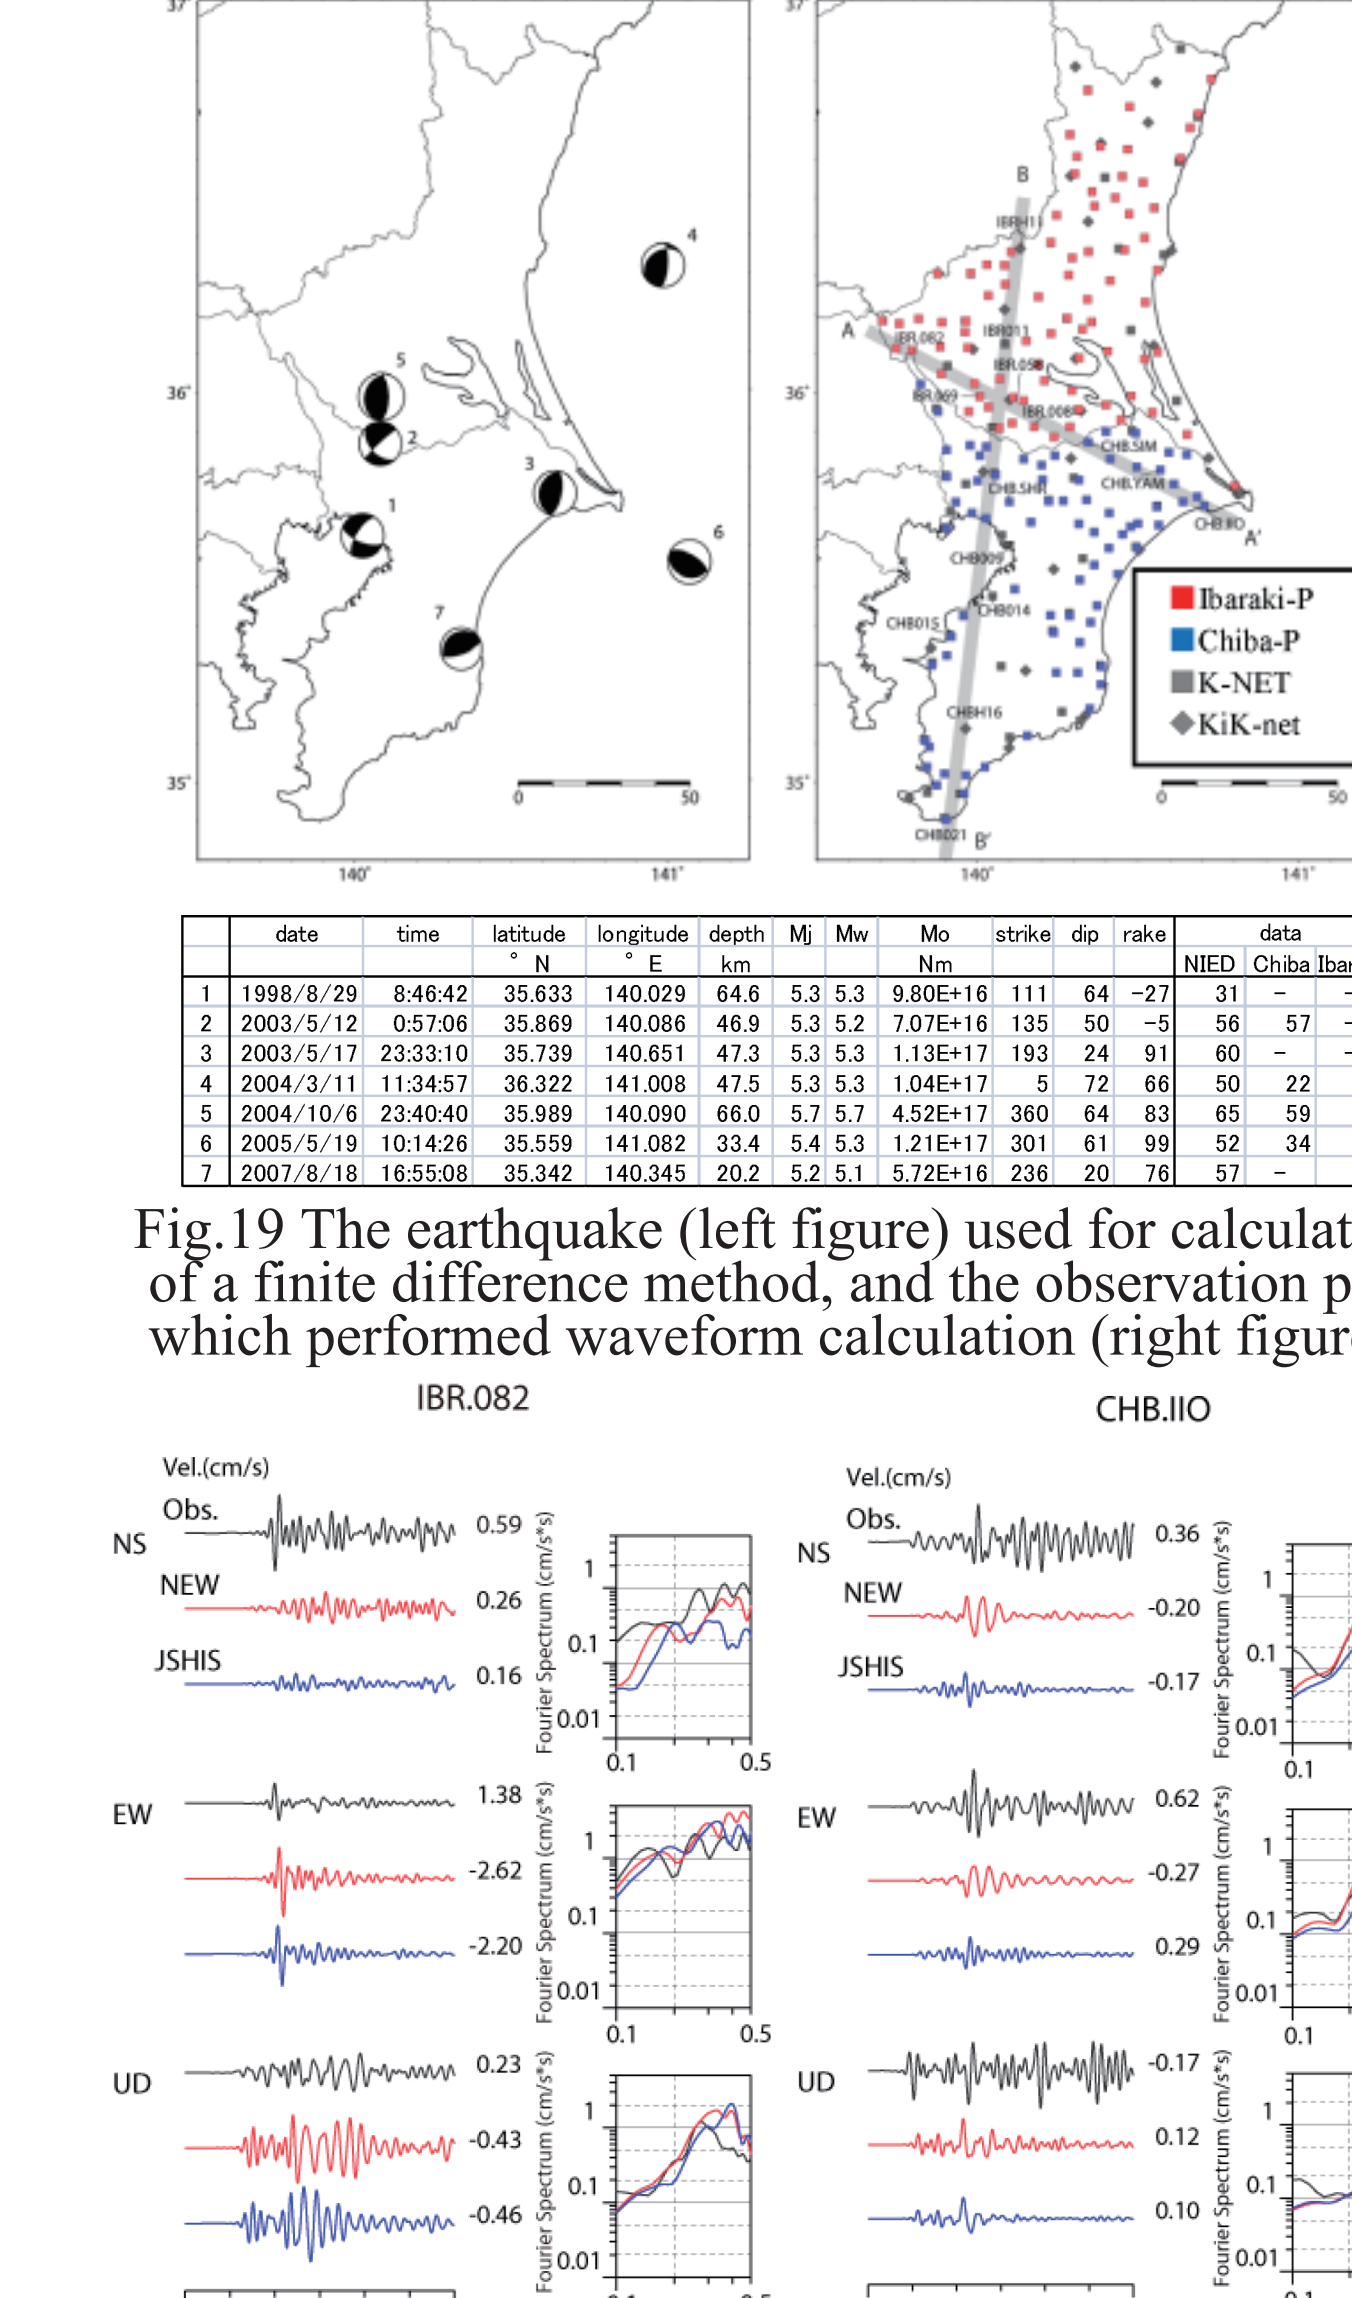 37°
4
36°
5
2
3
1
6
7
35°
0
50
140°
141°
37°
B
IBRH11
A
IBR.082
IBR011
IBR.069
IBR.008
36°
CHB.SIM
CHB.SHR
CHB.YAM
CHB.IIO
A'
CHB009
CHB014
CHB015
CHBH16
CHB021
B'
35°
Ibaraki-P
Chiba-P
K-NET
KiK-net
0
50
140°
141°
date time latitude longitude depth Mj Mw Mo strike dip rake data
° N ° E km Nm NIED Chiba Ibar
1 1998/8/29 8:46:42 35.633 140.029 64.6 5.3 5.3 9.80E+16 111 64 -27 31 - -
2 2003/5/12 0:57:06 35.869 140.086 46.9 5.3 5.2 7.07E+16 135 50 -5 56 57 -
3 2003/5/17 23:33:10 35.739 140.651 47.3 5.3 5.3 1.13E+17 193 24 91 60 - -
4 2004/3/11 11:34:57 36.322 141.008 47.5 5.3 5.3 1.04E+17 5 72 66 50 22
5 2004/10/6 23:40:40 35.989 140.090 66.0 5.7 5.7 4.52E+17 360 64 83 65 59
6 2005/5/19 10:14:26 35.559 141.082 33.4 5.4 5.3 1.21E+17 301 61 99 52 34
7 2007/8/18 16:55:08 35.342 140.345 20.2 5.2 5.1 5.72E+16 236 20 76 57 -
Fig.19 The earthquake (left figure) used for calculat
of a finite difference method, and the observation p
which performed waveform calculation (right figure
IBR.082
Vel.(cm/s)
NS
Obs. 0.59
NEW 0.26
JSHIS 0.16
Fourier Spectrum (cm/s*s)
1
0.1
0.01
0.1 0.5
EW
1.38
-2.62
-2.20
Fourier Spectrum (cm/s*s)
1
0.1
0.01
0.1 0.5
UD
0.23
-0.43
-0.46
Fourier Spectrum (cm/s*s)
1
0.1
0.01
CHB.IIO
Vel.(cm/s)
NS
Obs. 0.36
NEW -0.20
JSHIS -0.17
Fourier Spectrum (cm/s*s)
1
0.1
0.01
0.1
EW
0.62
-0.27
0.29
Fourier Spectrum (cm/s*s)
1
0.1
0.01
0.1
UD
-0.17
0.12
0.10
Fourier Spectrum (cm/s*s)
1
0.1
0.01